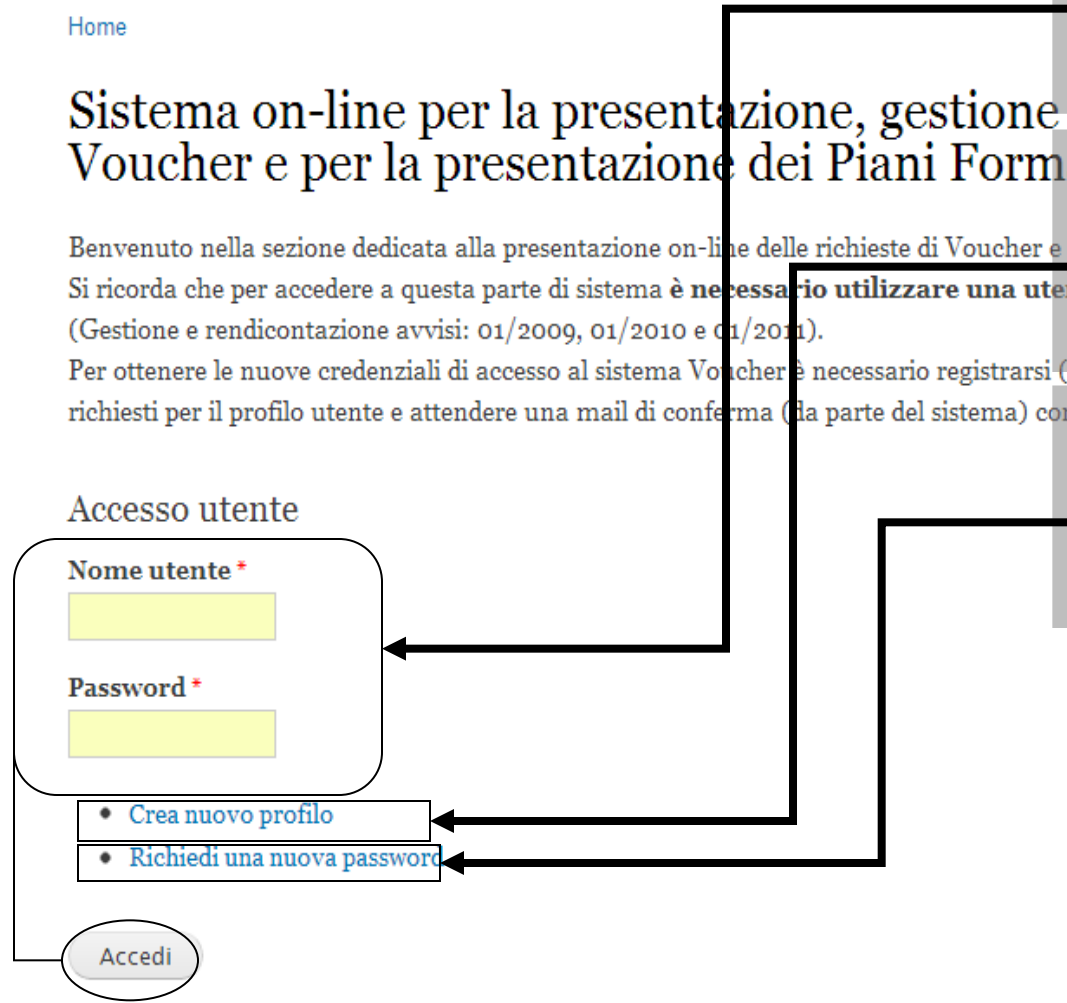 Home
Sistema on-line per la presentazione, gestione
Voucher e per la presentazione dei Piani Form
Benvenuto nella sezione dedicata alla presentazione on-line delle richieste di Voucher e
Si ricorda che per accedere a questa parte di sistema è necessario utilizzare una ute
(Gestione e rendicontazione avvisi: 01/2009, 01/2010 e 01/2011).
Per ottenere le nuove credenziali di accesso al sistema Voucher è necessario registrarsi (
richiesti per il profilo utente e attendere una mail di conferma (da parte del sistema) con
Accesso utente
Nome utente *
Password *
• Crea nuovo profilo
• Richiedi una nuova password
Accedi